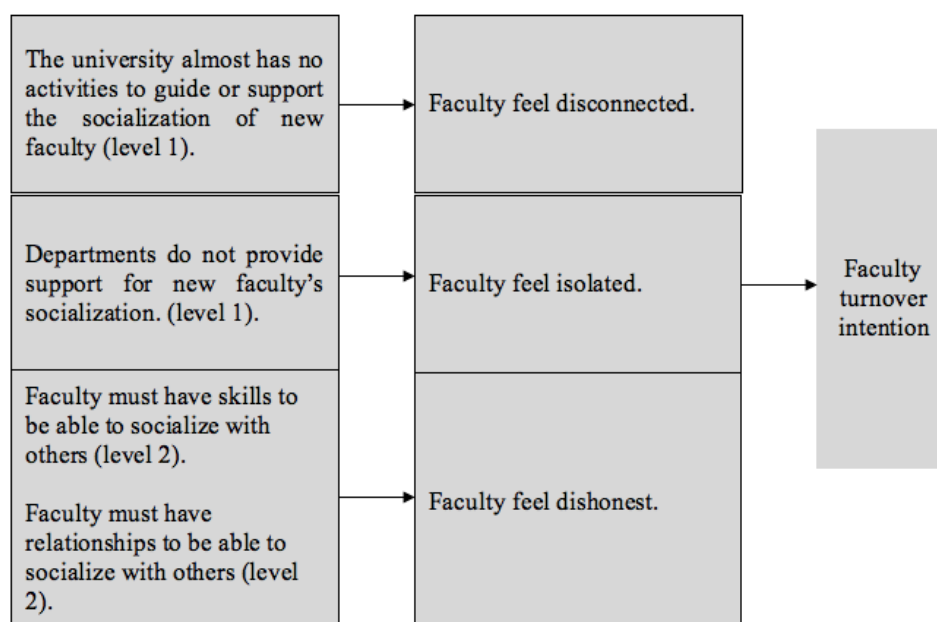 The university almost has no
activities to guide or support
the socialization of new
faculty (level 1).
Faculty feel disconnected.
Departments do not provide
support for new faculty's
socialization. (level 1).
Faculty feel isolated.
Faculty must have skills to
be able to socialize with
others (level 2).
Faculty must have
relationships to be able to
socialize with others (level
2).
Faculty feel dishonest.
Faculty
turnover
intention